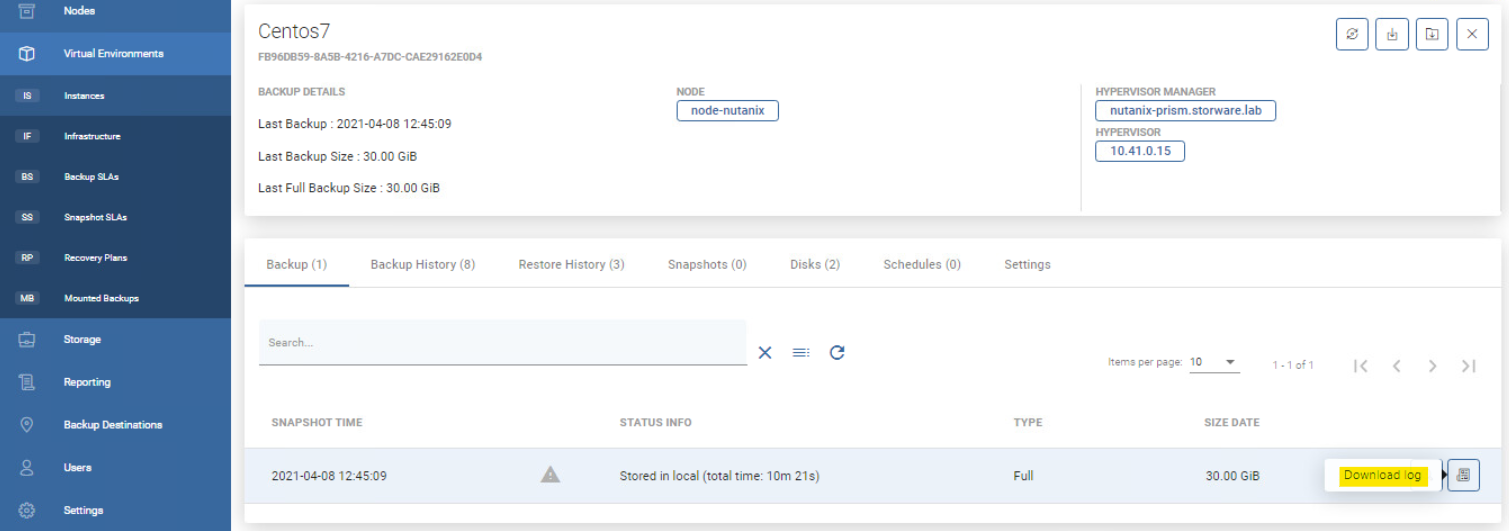 Nodes
Virtual Environments
IS Instances
IF Infrastructure
BS Backup SLAs
SS Snapshot SLAs
RP Recovery Plans
MB Mounted Backups
Storage
Reporting
Backup Destinations
Users
Settings
Centos7
FB96DB59-8A5B-4216-A7DC-CAE29162E0D4
BACKUP DETAILS
Last Backup : 2021-04-08 12:45:09
Last Backup Size : 30.00 GiB
Last Full Backup Size : 30.00 GiB
NODE
node-nutanix
HYPERVISOR MANAGER
nutanix-prism.storware.lab
HYPERVISOR
10.41.0.15
Backup (1) Backup History (8) Restore History (3) Snapshots (0) Disks (2) Schedules (0) Settings
Search...
Items per page: 10 1 - 1 of 1
SNAPSHOT TIME STATUS INFO TYPE SIZE DATE
2021-04-08 12:45:09 Stored in local (total time: 10m 21s) Full 30.00 GiB Download log